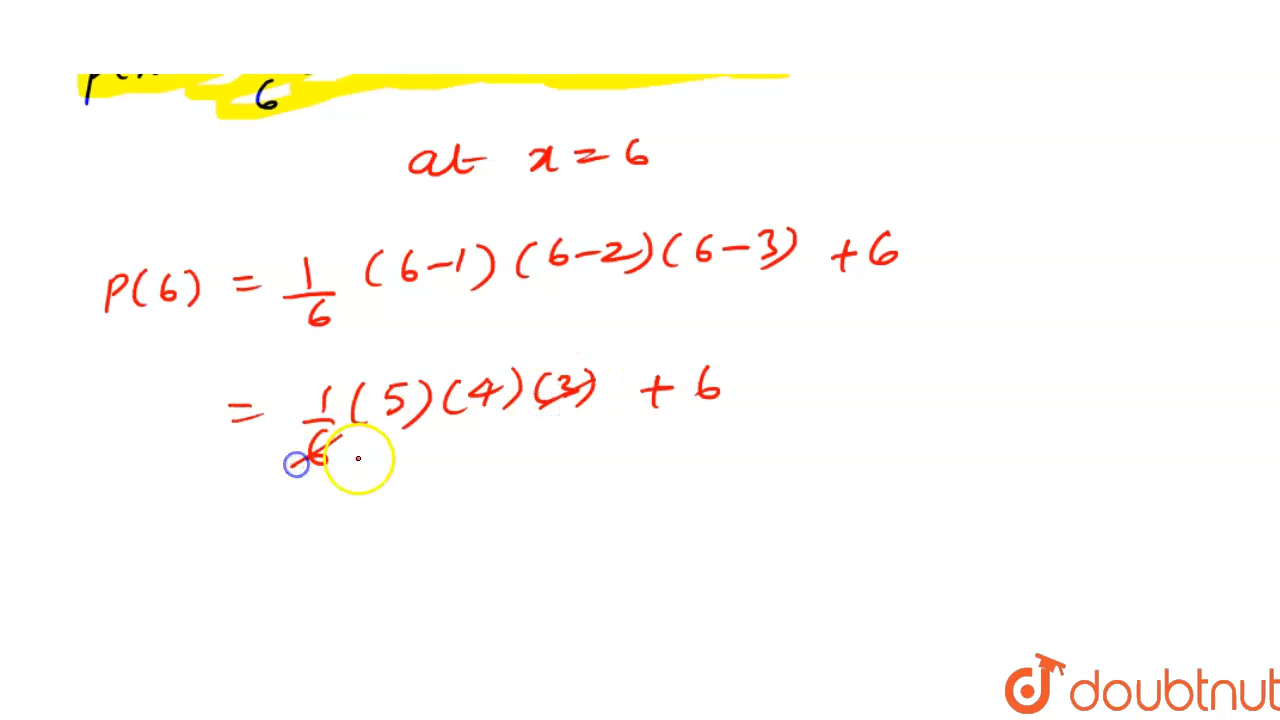 6
at x = 6
P(6) = 1/6 (6-1)(6-2)(6-3) + 6
= 1/6 (5)(4)(3) + 6
doubtnut